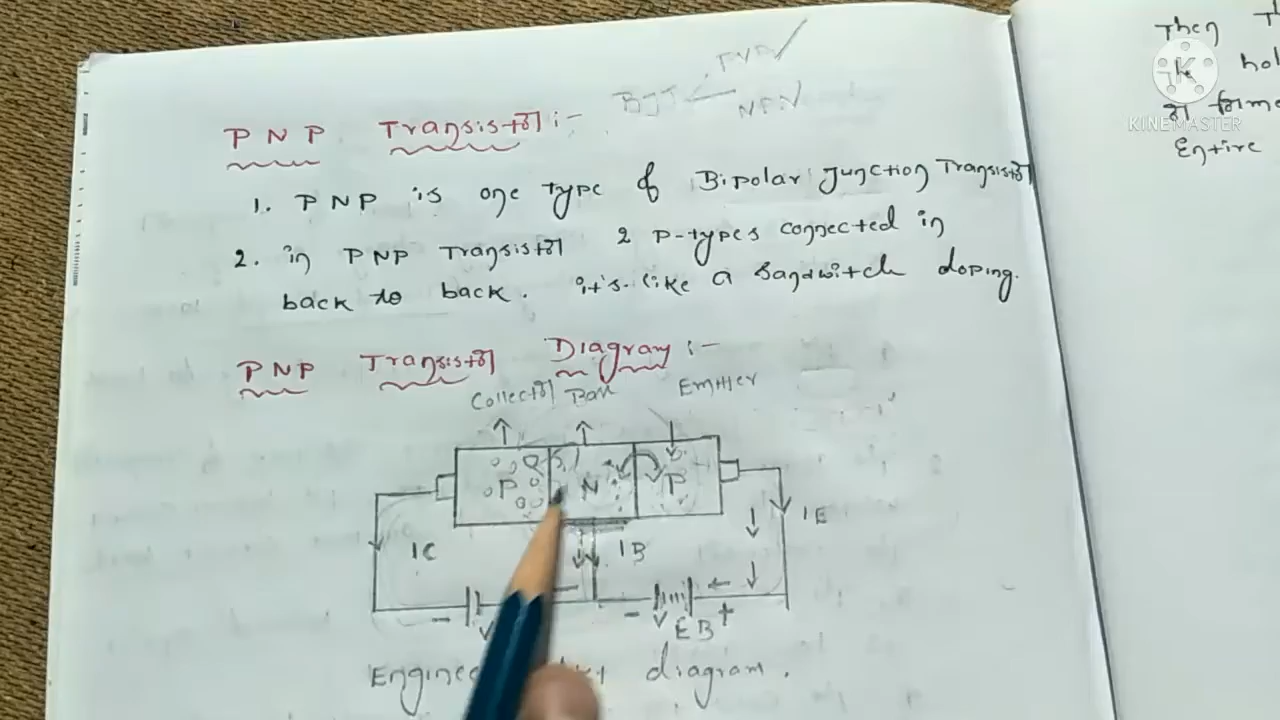 BJT
NPN
PNP Transistor :-
1. PNP is one type of Bipolar Junction Transistor
2. in PNP Transistor 2 P-types connected in
back to back. it's like a sandwitch doping.
PNP Transistor Diagram :-
Collector Base Emitter
P N P
IC IB IE
- - EB +
diagram.
Then
hol
Entire
KINEMASTER